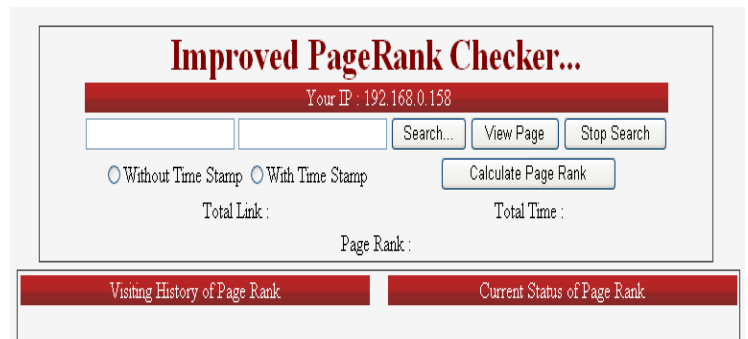 Improved PageRank Checker...
Your IP : 192.168.0.158
Search... View Page Stop Search
Without Time Stamp With Time Stamp Calculate Page Rank
Total Link : Total Time :
Page Rank :
Visiting History of Page Rank Current Status of Page Rank